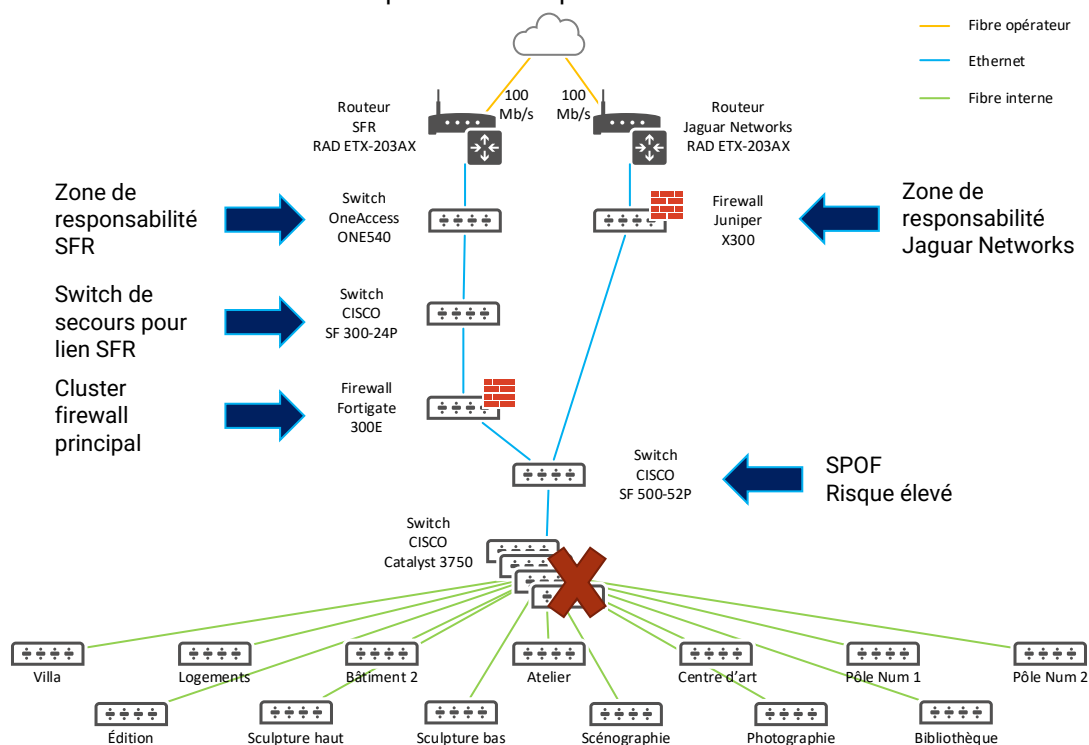 Fibre opérateur
Ethernet
Fibre interne
100
Mb/s
100
Mb/s
Routeur
SFR
RAD ETX-203AX
Routeur
Jaguar Networks
RAD ETX-203AX
Zone de
responsabilité
SFR
Switch
OneAccess
ONE540
Firewall
Juniper
X300
Zone de
responsabilité
Jaguar Networks
Switch de
secours pour
lien SFR
Switch
CISCO
SF 300-24P
Cluster
firewall
principal
Firewall
Fortigate
300E
Switch
CISCO
SF 500-52P
SPOF
Risque élevé
Switch
CISCO
Catalyst 3750
Villa
Logements
Bâtiment 2
Atelier
Centre d'art
Pôle Num 1
Pôle Num 2
Édition
Sculpture haut
Sculpture bas
Scénographie
Photographie
Bibliothèque